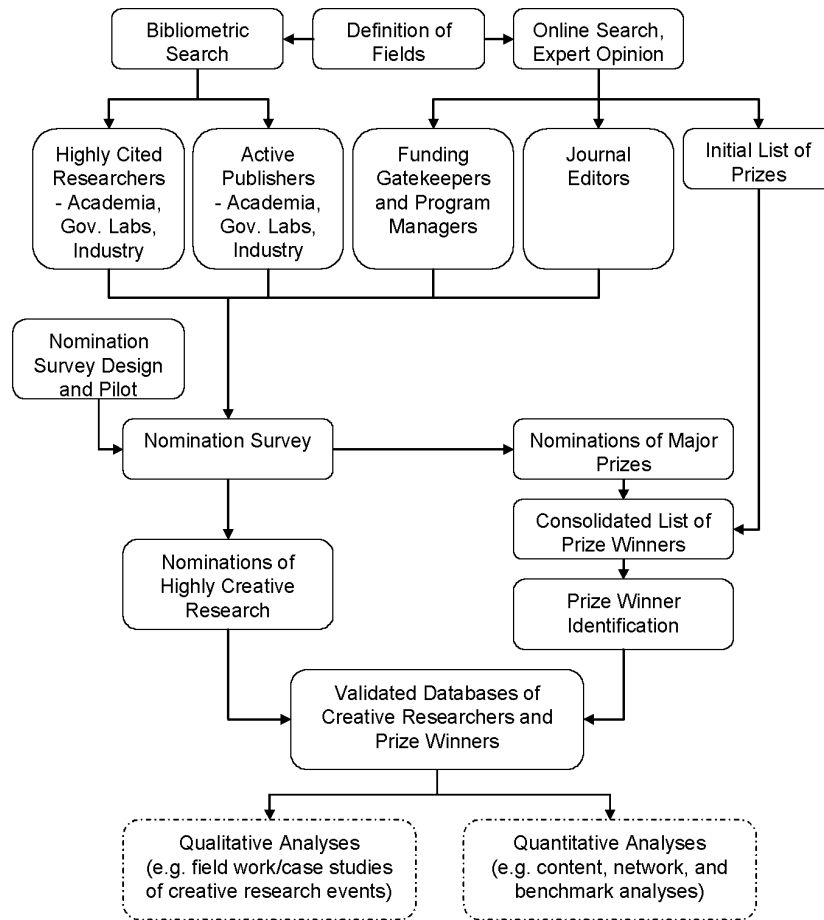 Bibliometric
Search
Definition of
Fields
Online Search,
Expert Opinion
Highly Cited
Researchers
- Academia,
Gov. Labs,
Industry
Active
Publishers
- Academia,
Gov. Labs,
Industry
Funding
Gatekeepers
and Program
Managers
Journal
Editors
Initial List of
Prizes
Nomination
Survey Design
and Pilot
Nomination Survey
Nominations of Major
Prizes
Consolidated List of
Prize Winners
Nominations of
Highly Creative
Research
Prize Winner
Identification
Validated Databases of
Creative Researchers and
Prize Winners
Qualitative Analyses
(e.g. field work/case studies
of creative research events)
Quantitative Analyses
(e.g. content, network, and
benchmark analyses)